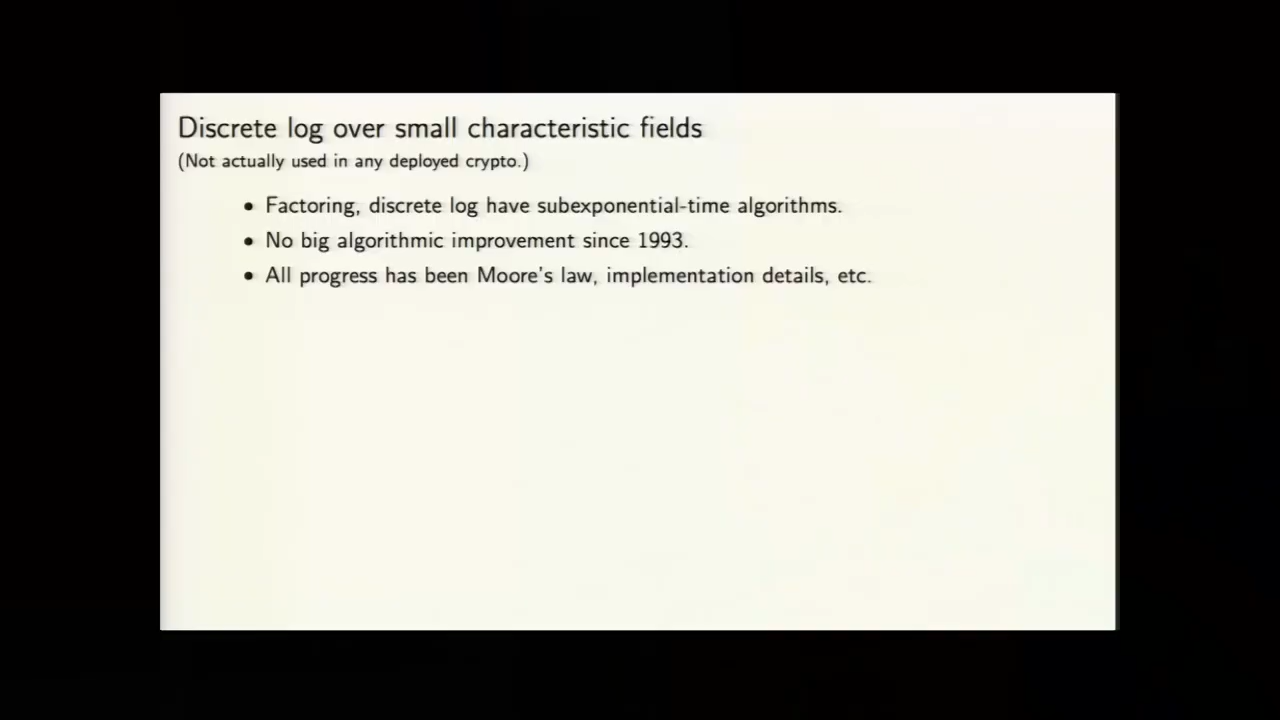 Discrete log over small characteristic fields
(Not actually used in any deployed crypto.)
• Factoring, discrete log have subexponential-time algorithms.
• No big algorithmic improvement since 1993.
• All progress has been Moore's law, implementation details, etc.